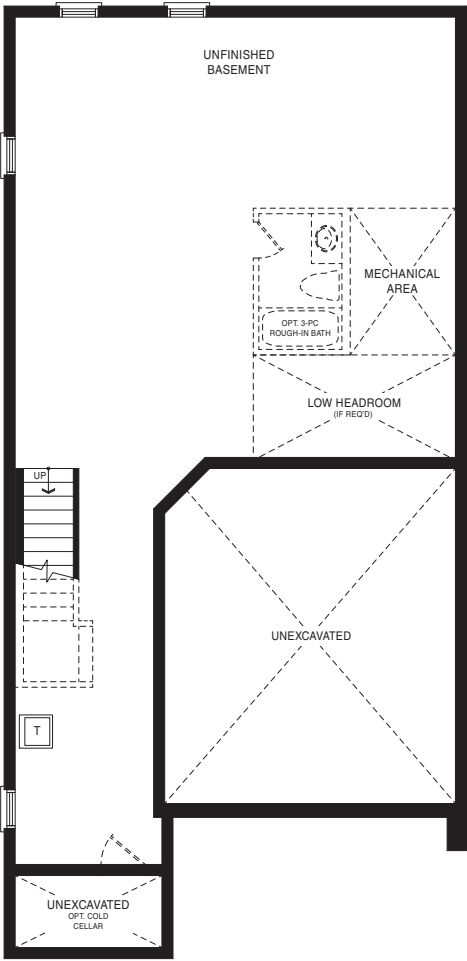 UNFINISHED
BASEMENT
MECHANICAL
AREA
OPT. 3-PC
ROUGH-IN BATH
LOW HEADROOM
(IF REQ'D)
UP
UNEXCAVATED
T
UNEXCAVATED
OPT. COLD
CELLAR